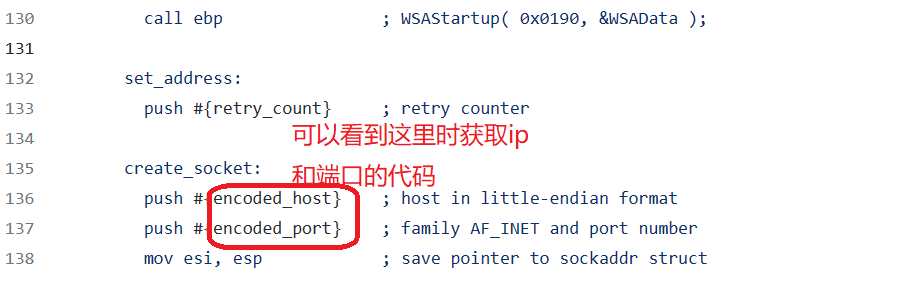 130 call ebp ; WSAStartup( 0x0190, &WSAData );
131
132 set_address:
133 push #{retry_count} ; retry counter
134
可以看到这里时获取ip
135 create_socket:
和端口的代码
136 push #{encoded_host} ; host in little-endian format
137 push #{encoded_port} ; family AF_INET and port number
138 mov esi, esp ; save pointer to sockaddr struct